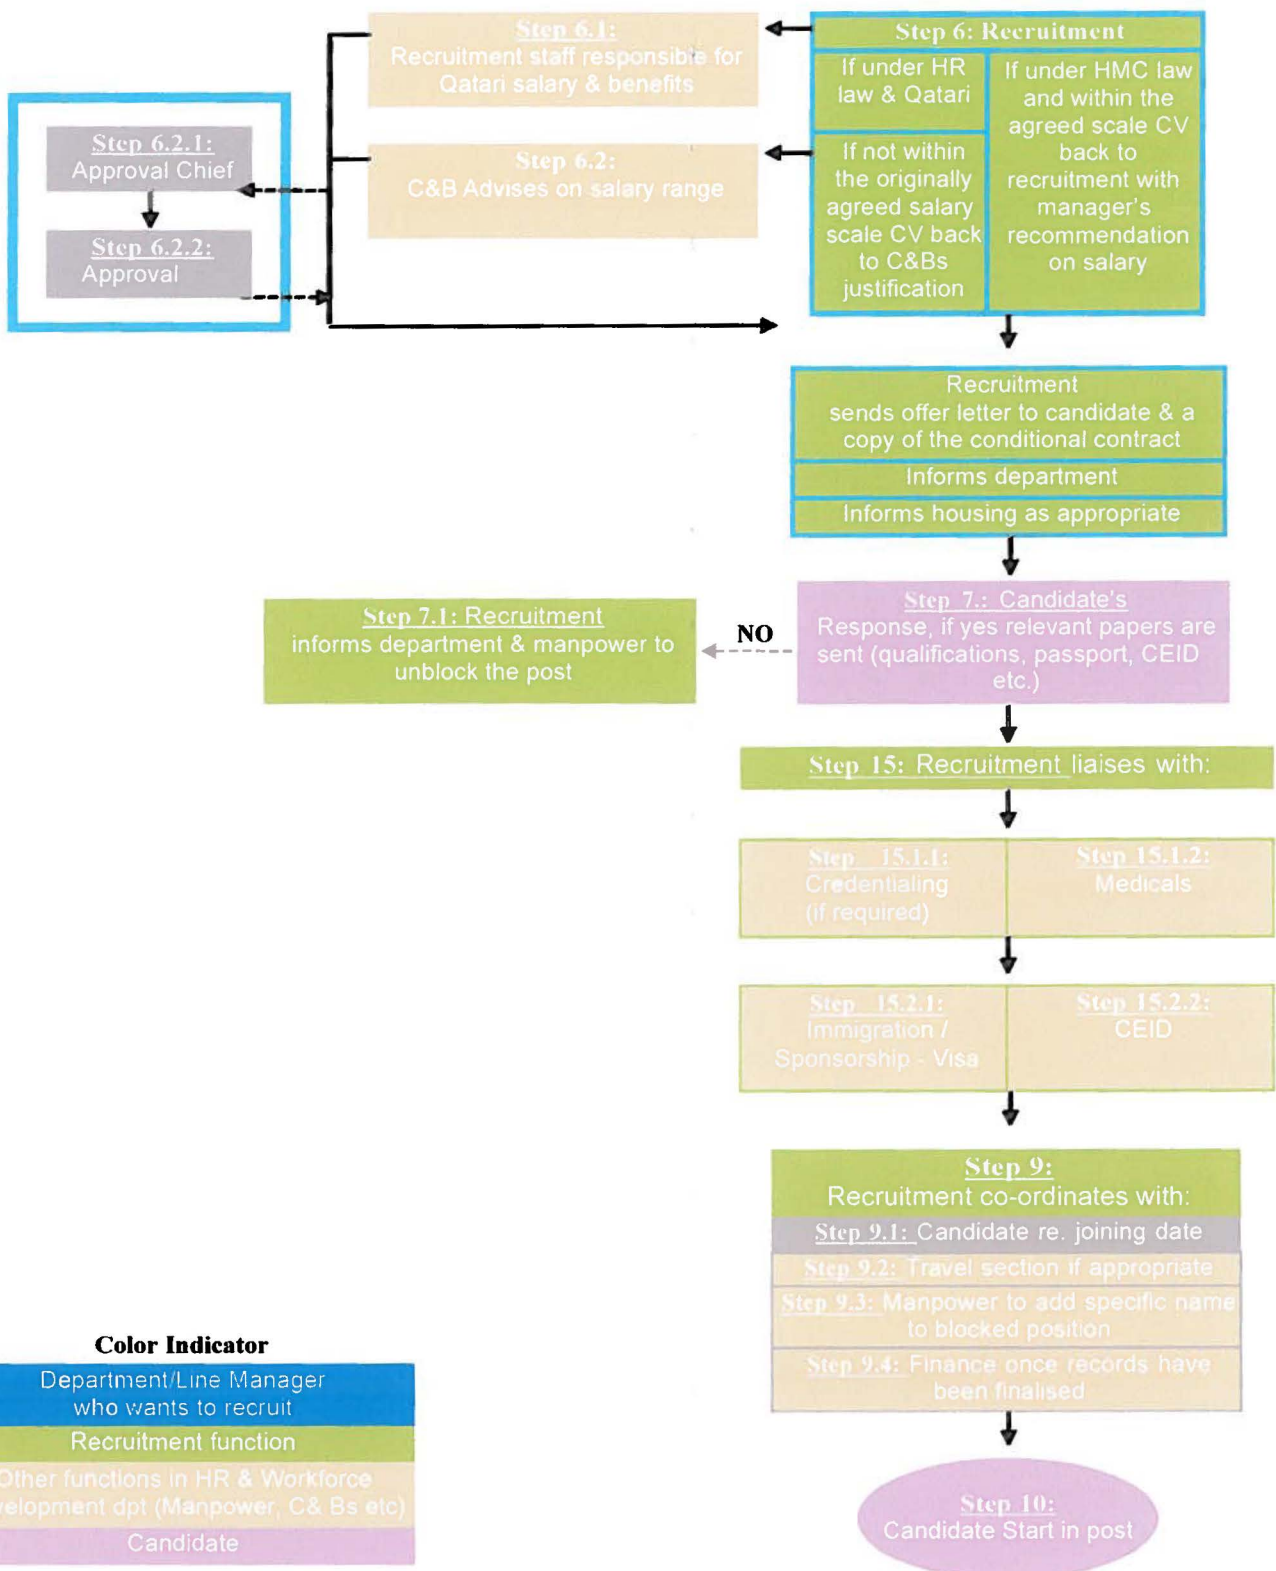 Step 6.1:
Recruitment staff responsible for
Qatari salary & benefits
Step 6: Recruitment
If under HR
law & Qatari
If under HMC law
and within the
agreed scale CV
back to
recruitment with
manager's
recommendation
on salary
Step 6.2.1:
Approval Chief
Step 6.2.2:
Approval
Step 6.2:
C&B Advises on salary range
If not within
the originally
agreed salary
scale CV back
to C&Bs
justification
Recruitment
sends offer letter to candidate & a
copy of the conditional contract
Informs department
Informs housing as appropriate
Step 7.1: Recruitment
informs department & manpower to
unblock the post
NO
Step 7.: Candidate's
Response, if yes relevant papers are
sent (qualifications, passport, CEID
etc.)
Step 15: Recruitment liaises with:
Step 15.1.1:
Credentialing
(if required)
Step 15.1.2:
Medicals
Step 15.2.1:
Immigration /
Sponsorship - Visa
Step 15.2.2:
CEID
Step 9:
Recruitment co-ordinates with:
Step 9.1: Candidate re. joining date
Step 9.2: Travel section if appropriate
Step 9.3: Manpower to add specific name
to blocked position
Step 9.4: Finance once records have
been finalised
Step 10:
Candidate Start in post
Color Indicator
Department/Line Manager
who wants to recruit
Recruitment function
Other functions in HR & Workforce
velopment dpt (Manpower, C& Bs etc)
Candidate